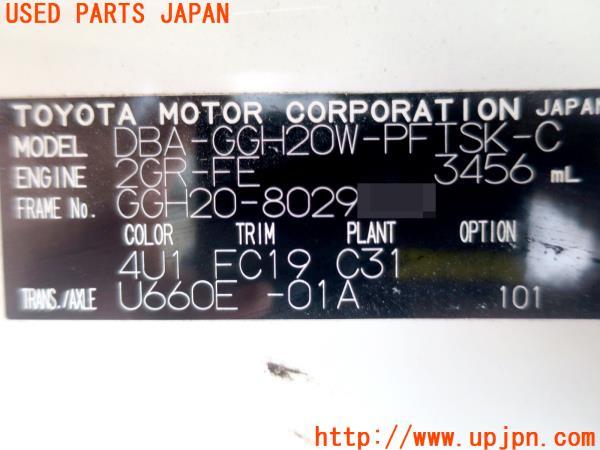 USED PARTS JAPAN
TOYOTA MOTOR CORPORATION JAPAN
MODEL DBA-GGH20W-PFTSK-C
ENGINE 2GR-FE 3456 mL
FRAME No. GGH20-8029
COLOR TRIM PLANT OPTION
4U1 FC19 C31
TRANS./AXLE U660E -01A 101
http://www.upjpn.com/